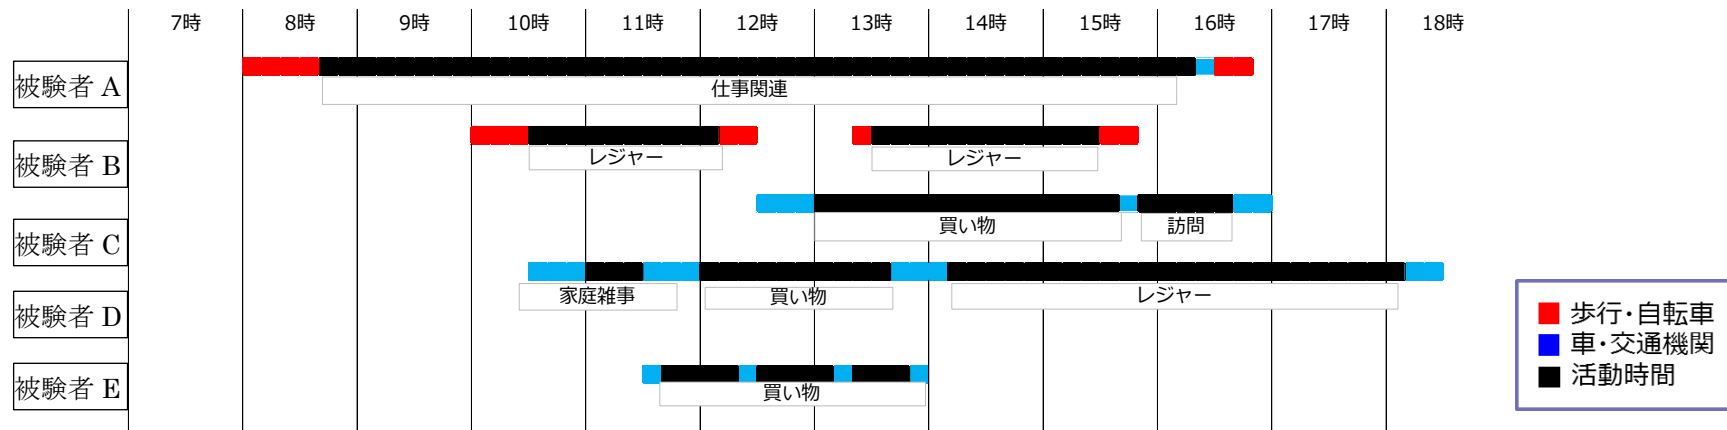 7時 8時 9時 10時 11時 12時 13時 14時 15時 16時 17時 18時
被験者 A
仕事関連
被験者 B
レジャー レジャー
被験者 C
買い物 訪問
被験者 D
家庭雑事 買い物 レジャー
被験者 E
買い物
歩行・自転車
車・交通機関
活動時間